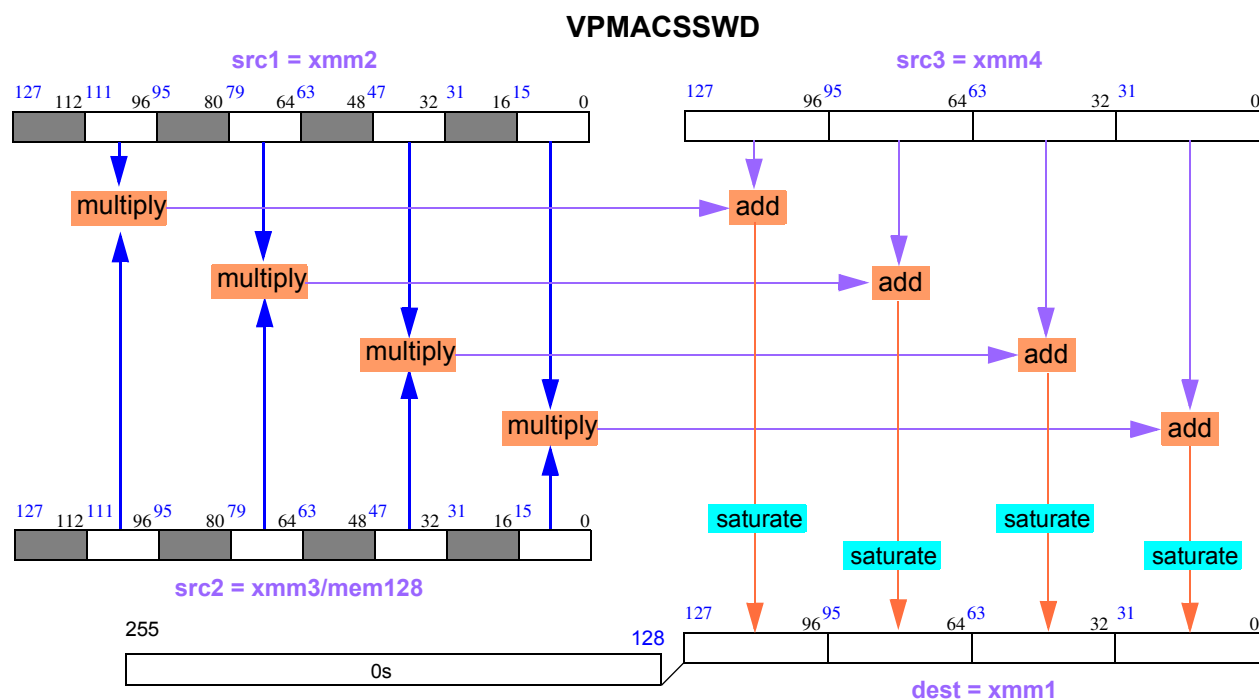 VPMACSSWD
src1 = xmm2
src3 = xmm4
127 112 111 96 95 80 79 64 63 48 47 32 31 16 15 0
127 96 95 64 63 32 31 0
multiply
add
multiply
add
multiply
add
multiply
add
127 112 111 96 95 80 79 64 63 48 47 32 31 16 15 0
saturate
saturate
saturate
saturate
src2 = xmm3/mem128
255
128
127 96 95 64 63 32 31 0
0s
dest = xmm1